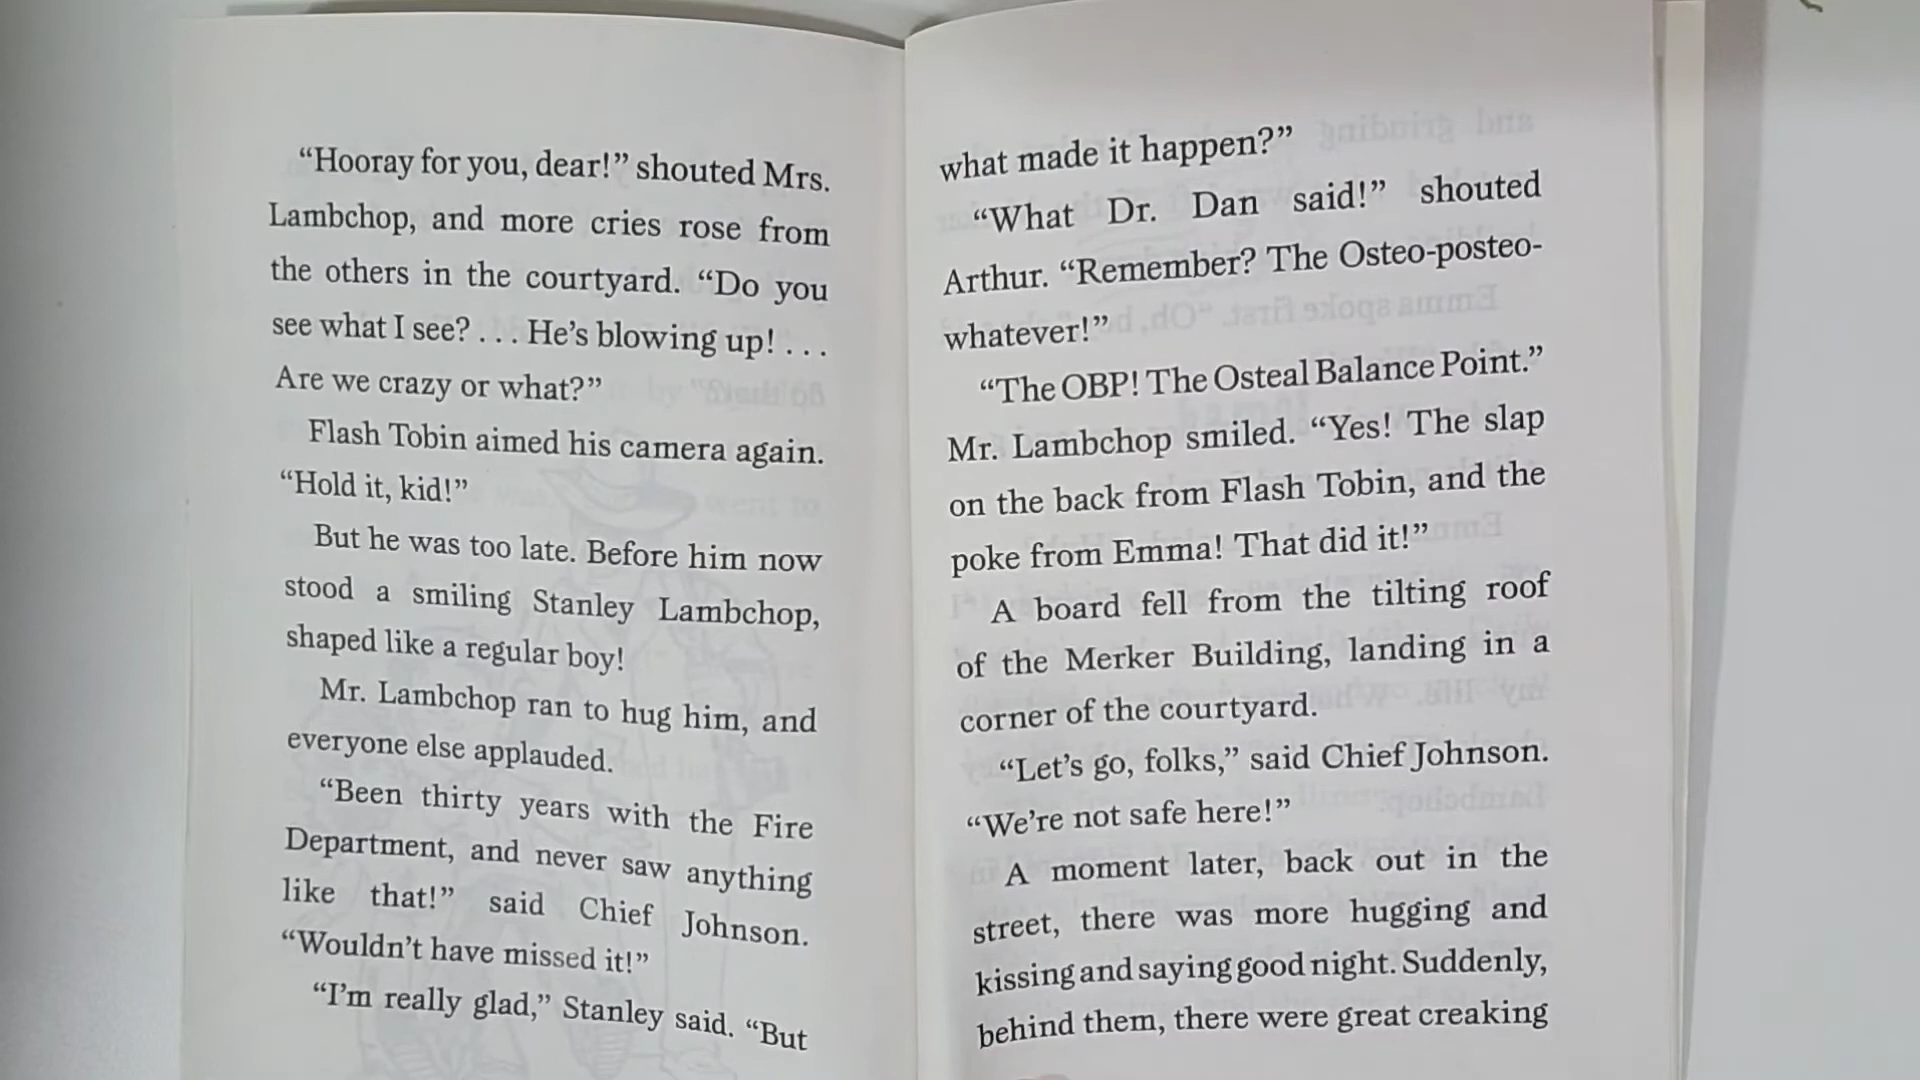 “Hooray for you, dear!” shouted Mrs.
Lambchop, and more cries rose from
the others in the courtyard. “Do you
see what I see? . . . He’s blowing up! . . .
Are we crazy or what?”
Flash Tobin aimed his camera again.
“Hold it, kid!”
But he was too late. Before him now
stood a smiling Stanley Lambchop,
shaped like a regular boy!
Mr. Lambchop ran to hug him, and
everyone else applauded.
“Been thirty years with the Fire
Department, and never saw anything
like that!” said Chief Johnson.
“Wouldn’t have missed it!”
“I’m really glad,” Stanley said. “But
what made it happen?”
“What Dr. Dan said!” shouted
Arthur. “Remember? The Osteo-posteo-
whatever!”
“The OBP! The Osteal Balance Point.”
Mr. Lambchop smiled. “Yes! The slap
on the back from Flash Tobin, and the
poke from Emma! That did it!”
A board fell from the tilting roof
of the Merker Building, landing in a
corner of the courtyard.
“Let’s go, folks,” said Chief Johnson.
“We’re not safe here!”
A moment later, back out in the
street, there was more hugging and
kissing and saying good night. Suddenly,
behind them, there were great creaking